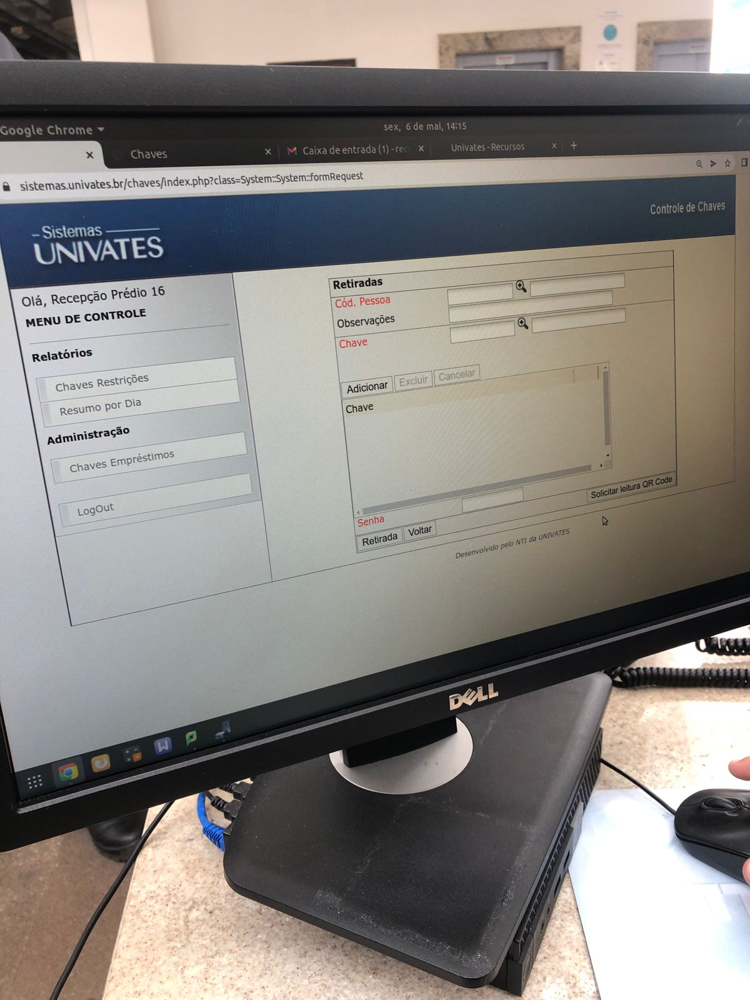 Google Chrome
sex, 6 de mai, 14:15
Chaves
Caixa de entrada (1) - rec
Univates - Recursos
sistemas.univates.br/chaves/index.php?class=System::System::formRequest
Controle de Chaves
Sistemas
UNIVATES
Olá, Recepção Prédio 16
MENU DE CONTROLE
Relatórios
Chaves Restrições
Resumo por Dia
Administração
Chaves Empréstimos
LogOut
Retiradas
Cód. Pessoa
Observações
Chave
Adicionar Excluir Cancelar
Chave
Senha
Solicitar leitura QR Code
Retirada Voltar
Desenvolvido pelo NTI da UNIVATES
DELL